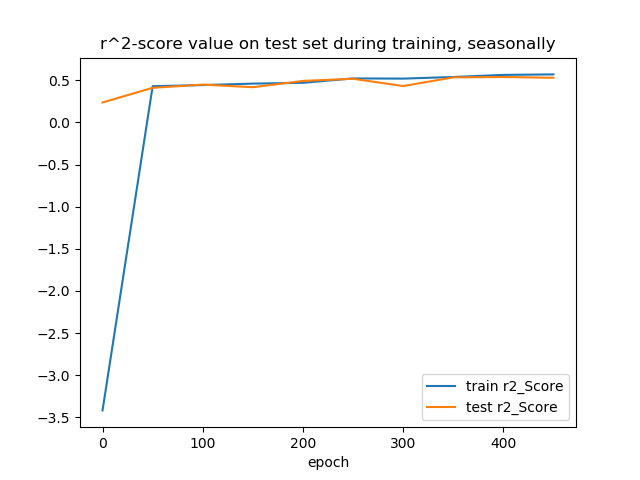 r^2-score value on test set during training, seasonally
0.5
0.0
−0.5
−1.0
−1.5
−2.0
−2.5
−3.0
−3.5
train r2_Score
test r2_Score
0 100 200 300 400
epoch